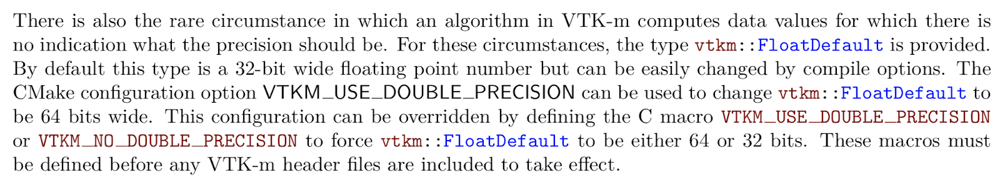 There is also the rare circumstance in which an algorithm in VTK-m computes data values for which there is
no indication what the precision should be. For these circumstances, the type vtkm::FloatDefault is provided.
By default this type is a 32-bit wide floating point number but can be easily changed by compile options. The
CMake configuration option VTKM_USE_DOUBLE_PRECISION can be used to change vtkm::FloatDefault to
be 64 bits wide. This configuration can be overridden by defining the C macro VTKM_USE_DOUBLE_PRECISION
or VTKM_NO_DOUBLE_PRECISION to force vtkm::FloatDefault to be either 64 or 32 bits. These macros must
be defined before any VTK-m header files are included to take effect.